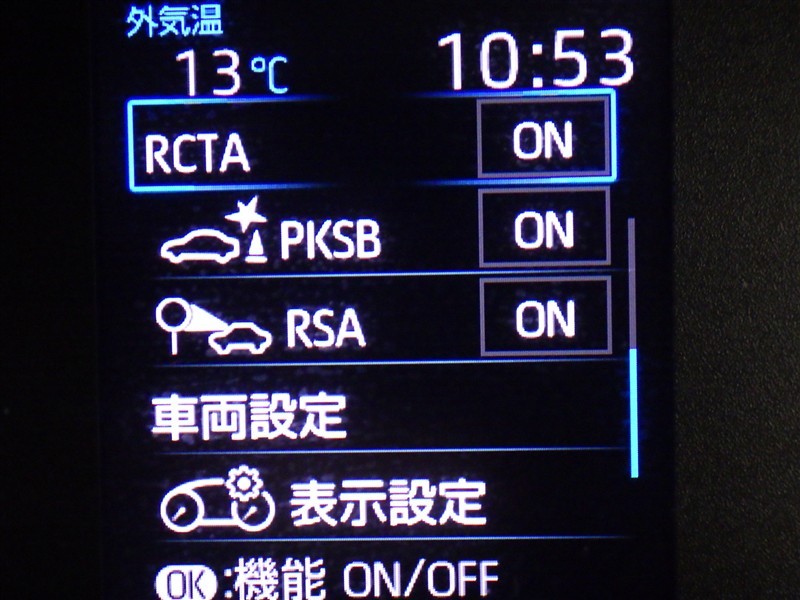 外気温
13℃ 10:53
RCTA ON
PKSB ON
RSA ON
車両設定
表示設定
OK:機能 ON/OFF